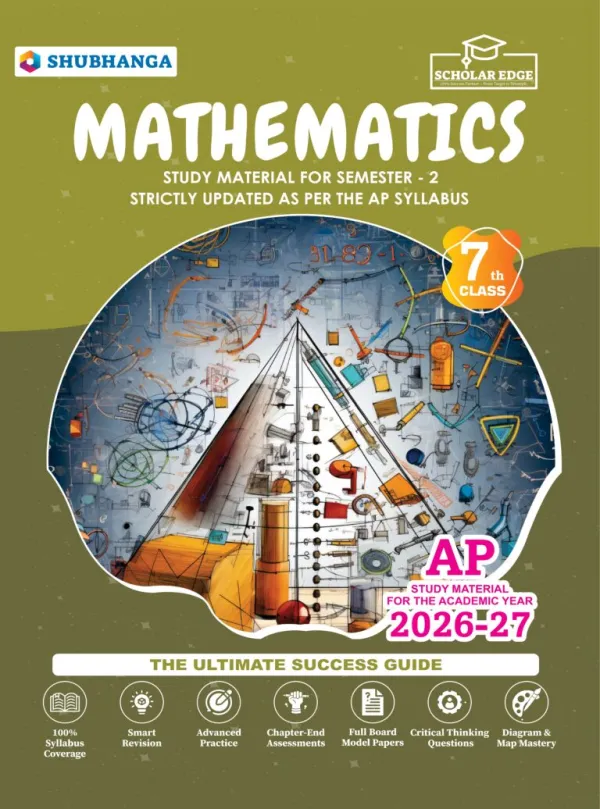 SHUBHANGA
SCHOLAR EDGE
MATHEMATICS
STUDY MATERIAL FOR SEMESTER - 2
STRICTLY UPDATED AS PER THE AP SYLLABUS
7th
CLASS
AP
STUDY MATERIAL
FOR THE ACADEMIC YEAR
2026-27
THE ULTIMATE SUCCESS GUIDE
100%
Syllabus
Coverage
Smart
Revision
Advanced
Practice
Chapter-End
Assessments
Full Board
Model Papers
Critical Thinking
Questions
Diagram &
Map Mastery